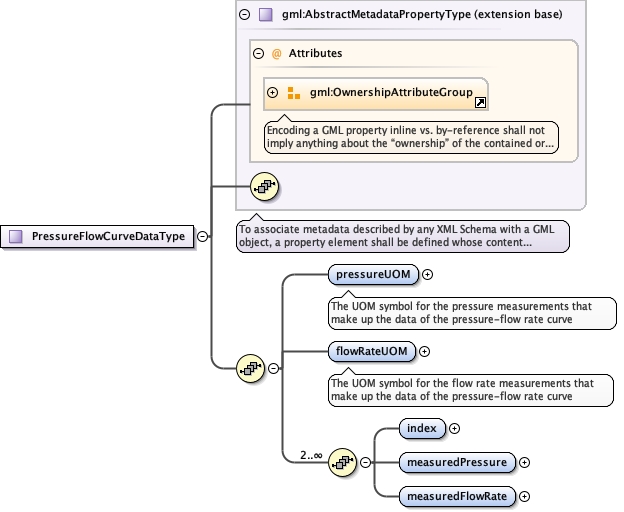 gml:AbstractMetadataPropertyType (extension base)
@ Attributes
gml:OwnershipAttributeGroup
Encoding a GML property inline vs. by-reference shall not
imply anything about the "ownership" of the contained or...
PressureFlowCurveDataType
To associate metadata described by any XML Schema with a GML
object, a property element shall be defined whose content...
pressureUOM
The UOM symbol for the pressure measurements that
make up the data of the pressure-flow rate curve
flowRateUOM
The UOM symbol for the flow rate measurements that
make up the data of the pressure-flow rate curve
index
2..∞
measuredPressure
measuredFlowRate